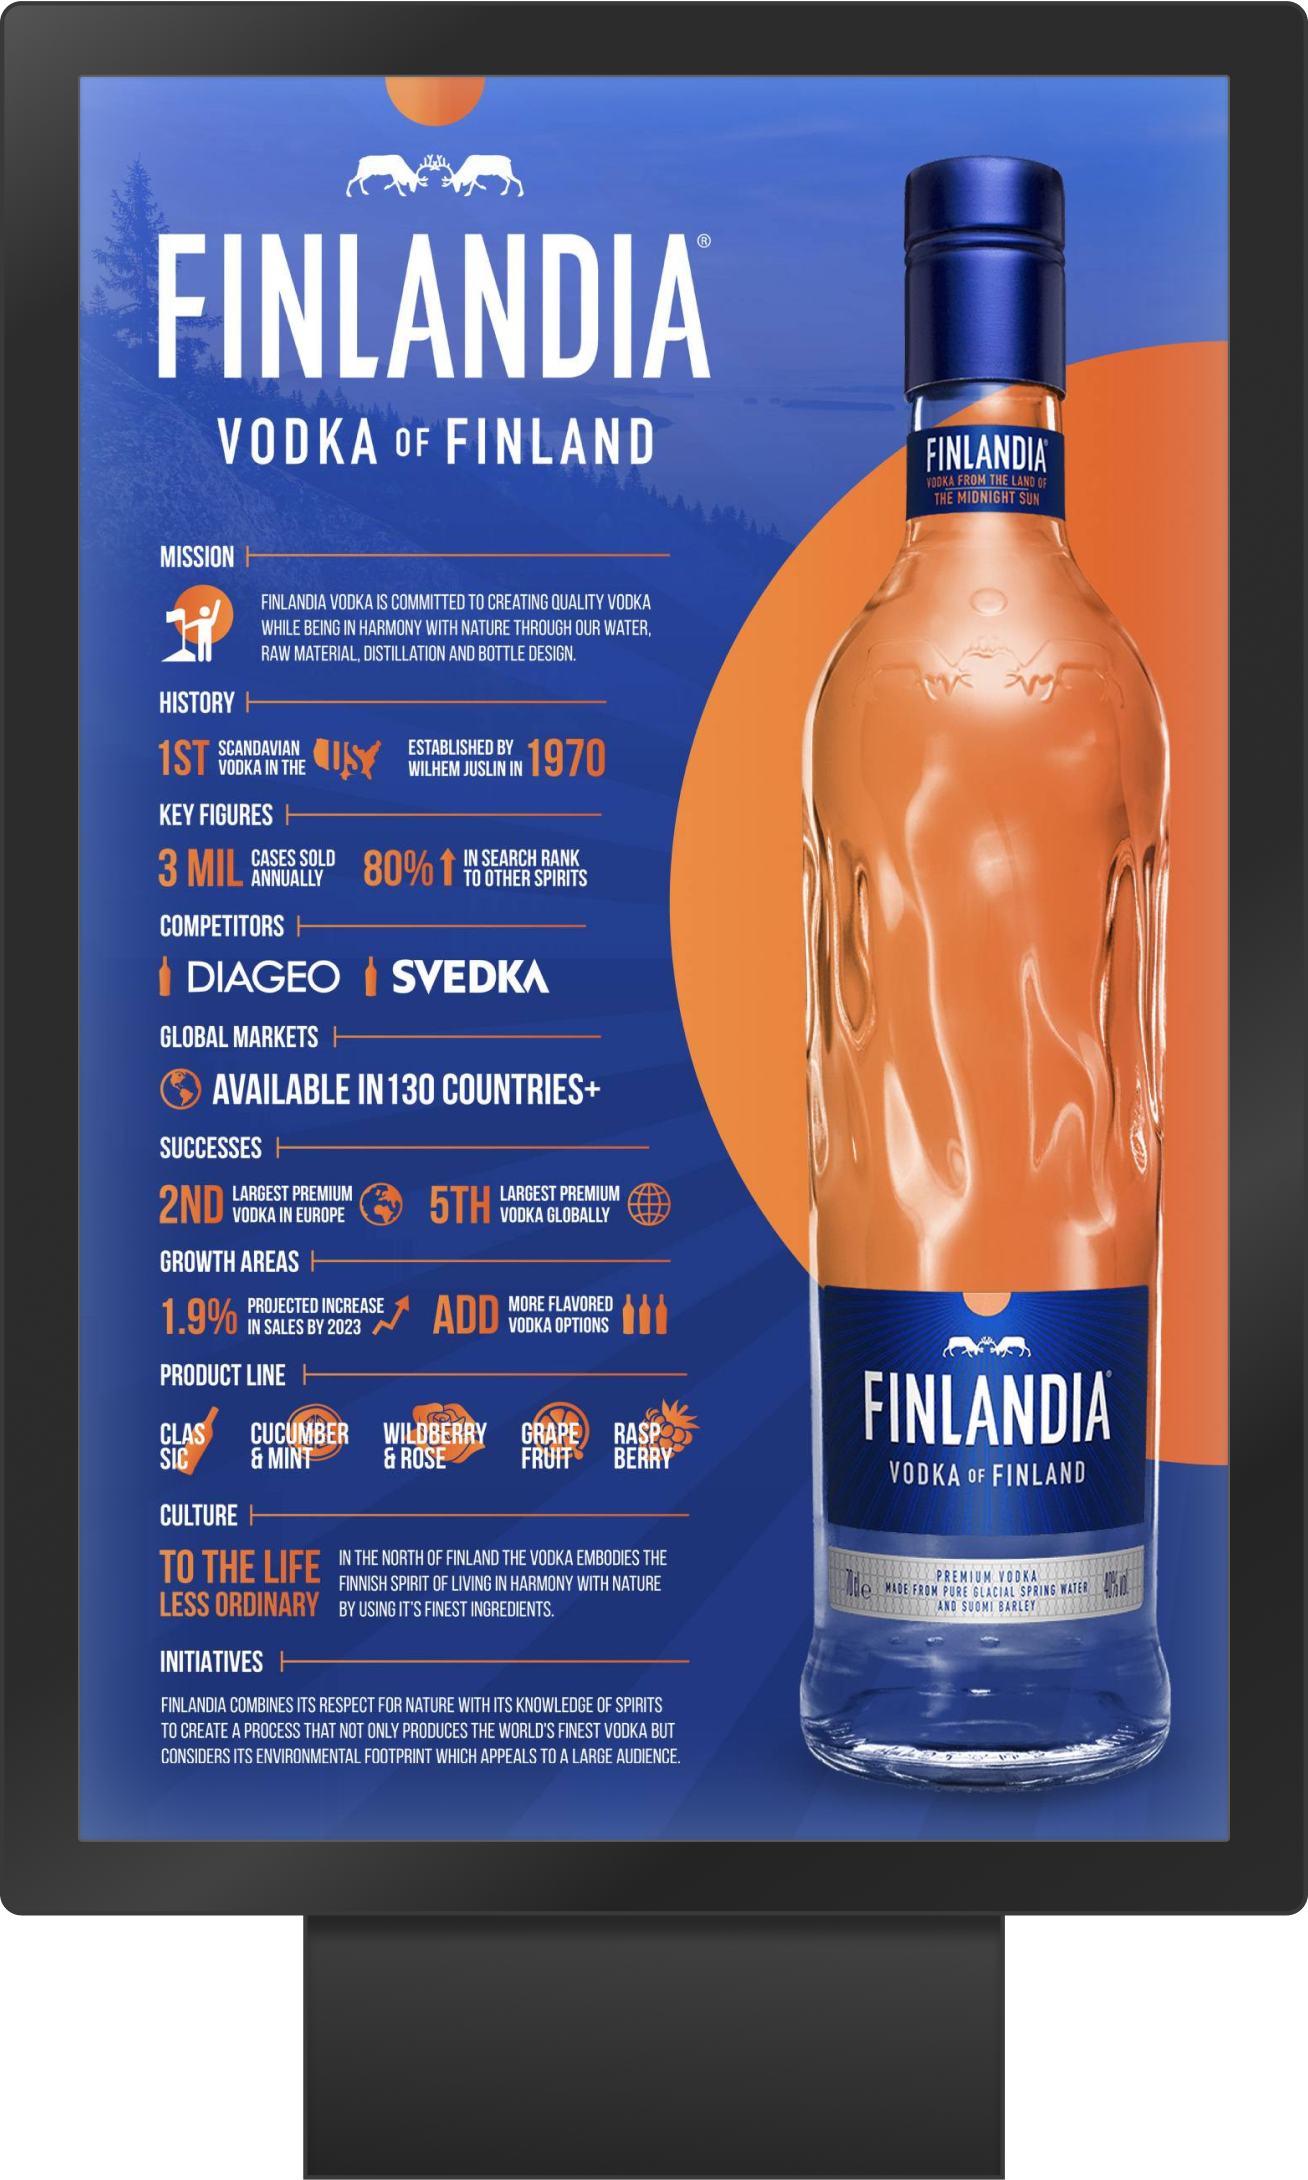 FINLANDIA®
VODKA OF FINLAND
MISSION
FINLANDIA VODKA IS COMMITTED TO CREATING QUALITY VODKA
WHILE BEING IN HARMONY WITH NATURE THROUGH OUR WATER,
RAW MATERIAL, DISTILLATION AND BOTTLE DESIGN.
HISTORY
1ST SCANDAVIAN
VODKA IN THE US
ESTABLISHED BY
WILHEM JUSLIN IN 1970
KEY FIGURES
3 MIL CASES SOLD
ANNUALLY
80% IN SEARCH RANK
TO OTHER SPIRITS
COMPETITORS
DIAGEO SVEDKA
GLOBAL MARKETS
AVAILABLE IN 130 COUNTRIES+
SUCCESSES
2ND LARGEST PREMIUM
VODKA IN EUROPE
5TH LARGEST PREMIUM
VODKA GLOBALLY
GROWTH AREAS
1.9% PROJECTED INCREASE
IN SALES BY 2023
ADD MORE FLAVORED
VODKA OPTIONS
PRODUCT LINE
CLAS
SIC
CUCUMBER
& MINT
WILDBERRY
& ROSE
GRAPE
FRUIT
RASP
BERRY
CULTURE
TO THE LIFE
LESS ORDINARY
IN THE NORTH OF FINLAND THE VODKA EMBODIES THE
FINNISH SPIRIT OF LIVING IN HARMONY WITH NATURE
BY USING IT'S FINEST INGREDIENTS.
INITIATIVES
FINLANDIA COMBINES ITS RESPECT FOR NATURE WITH ITS KNOWLEDGE OF SPIRITS
TO CREATE A PROCESS THAT NOT ONLY PRODUCES THE WORLD'S FINEST VODKA BUT
CONSIDERS ITS ENVIRONMENTAL FOOTPRINT WHICH APPEALS TO A LARGE AUDIENCE.
FINLANDIA®
VODKA FROM THE LAND OF
THE MIDNIGHT SUN
FINLANDIA®
VODKA OF FINLAND
70cl e
PREMIUM VODKA
MADE FROM PURE GLACIAL SPRING WATER
AND SUOMI BARLEY
40% vol.